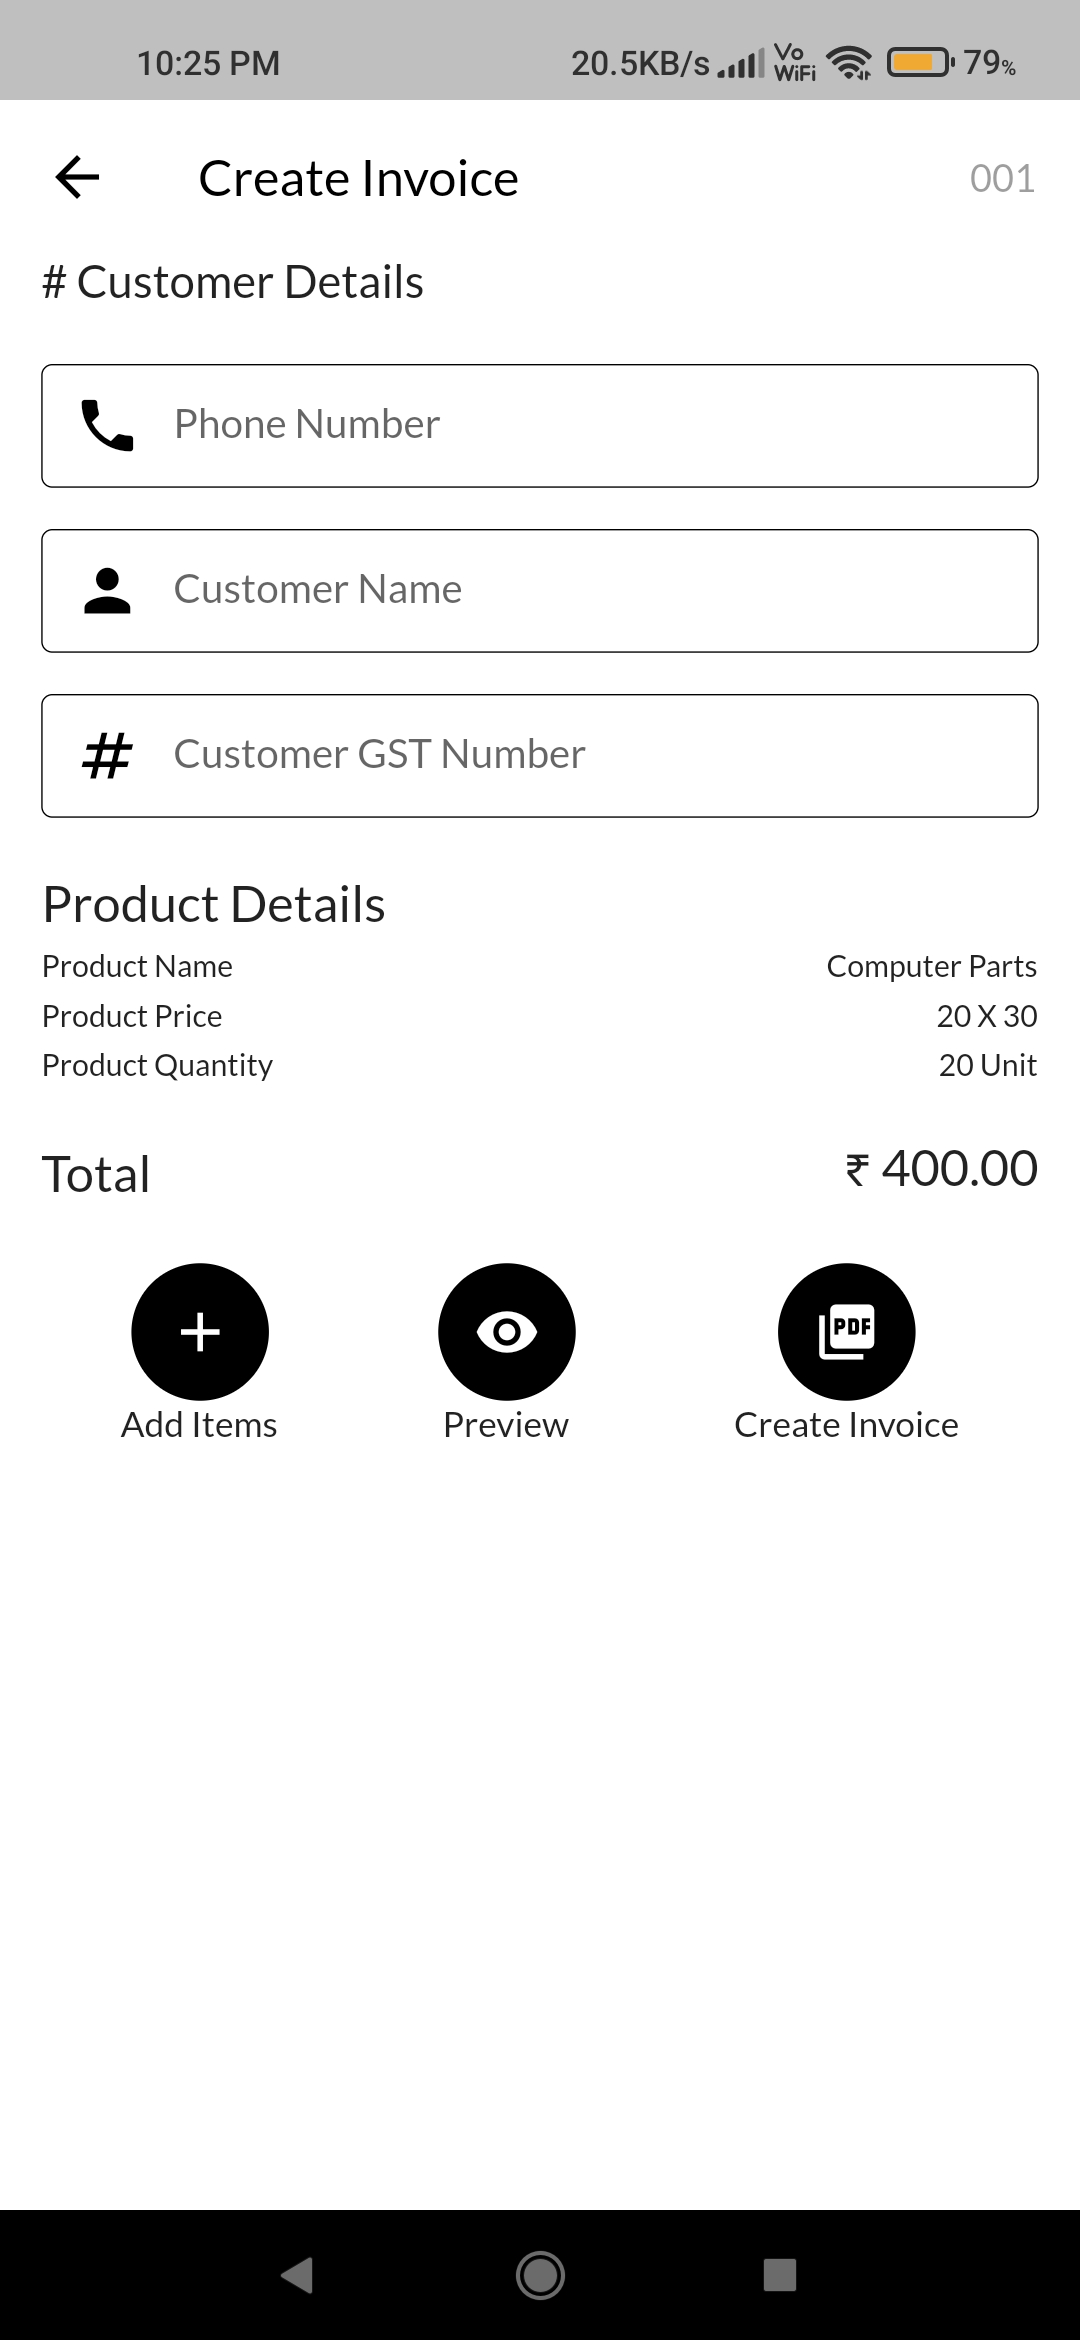 10:25 PM 20.5KB/s Vo WiFi 79%
Create Invoice 001
# Customer Details
Phone Number
Customer Name
# Customer GST Number
Product Details
Product Name Computer Parts
Product Price 20 X 30
Product Quantity 20 Unit
Total ₹ 400.00
PDF
Add Items Preview Create Invoice